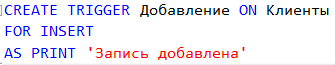 CREATE TRIGGER Добавление ON Клиенты
FOR INSERT
AS PRINT 'Запись добавлена'